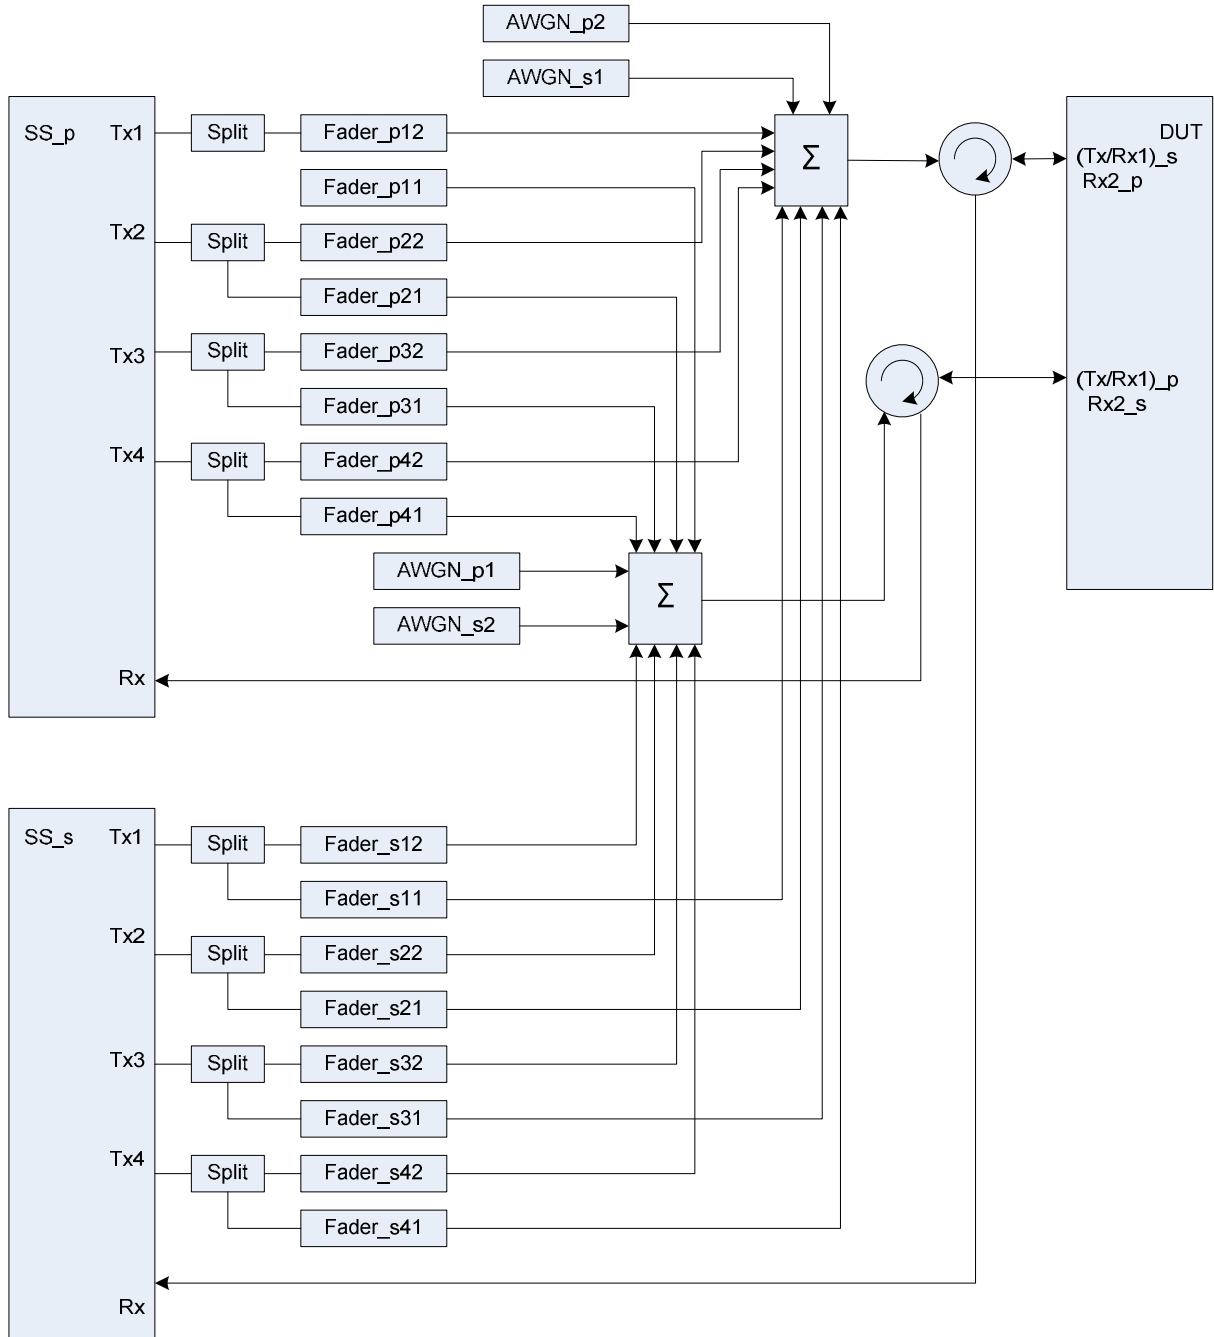 AWGN_p2
AWGN_s1
SS_p
Tx1
Split
Fader_p12
Σ
DUT
(Tx/Rx1)_s
Rx2_p
Fader_p11
Tx2
Split
Fader_p22
Fader_p21
Tx3
Split
Fader_p32
(Tx/Rx1)_p
Rx2_s
Fader_p31
Tx4
Split
Fader_p42
Fader_p41
AWGN_p1
Σ
AWGN_s2
Rx
SS_s
Tx1
Split
Fader_s12
Fader_s11
Tx2
Split
Fader_s22
Fader_s21
Tx3
Split
Fader_s32
Fader_s31
Tx4
Split
Fader_s42
Fader_s41
Rx